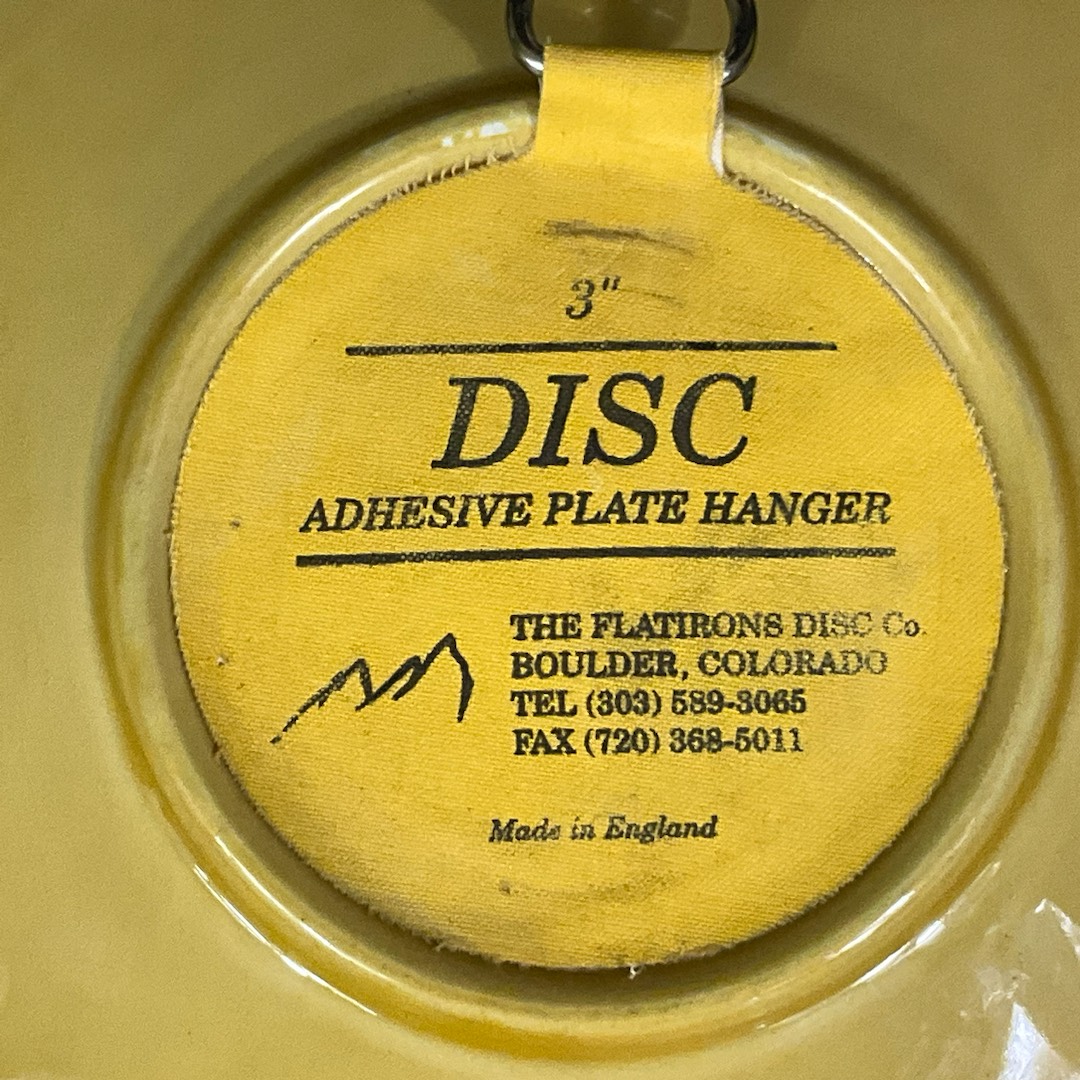 3"
DISC
ADHESIVE PLATE HANGER
THE FLATIRONS DISC Co.
BOULDER, COLORADO
TEL (303) 589-3065
FAX (720) 368-5011
Made in England